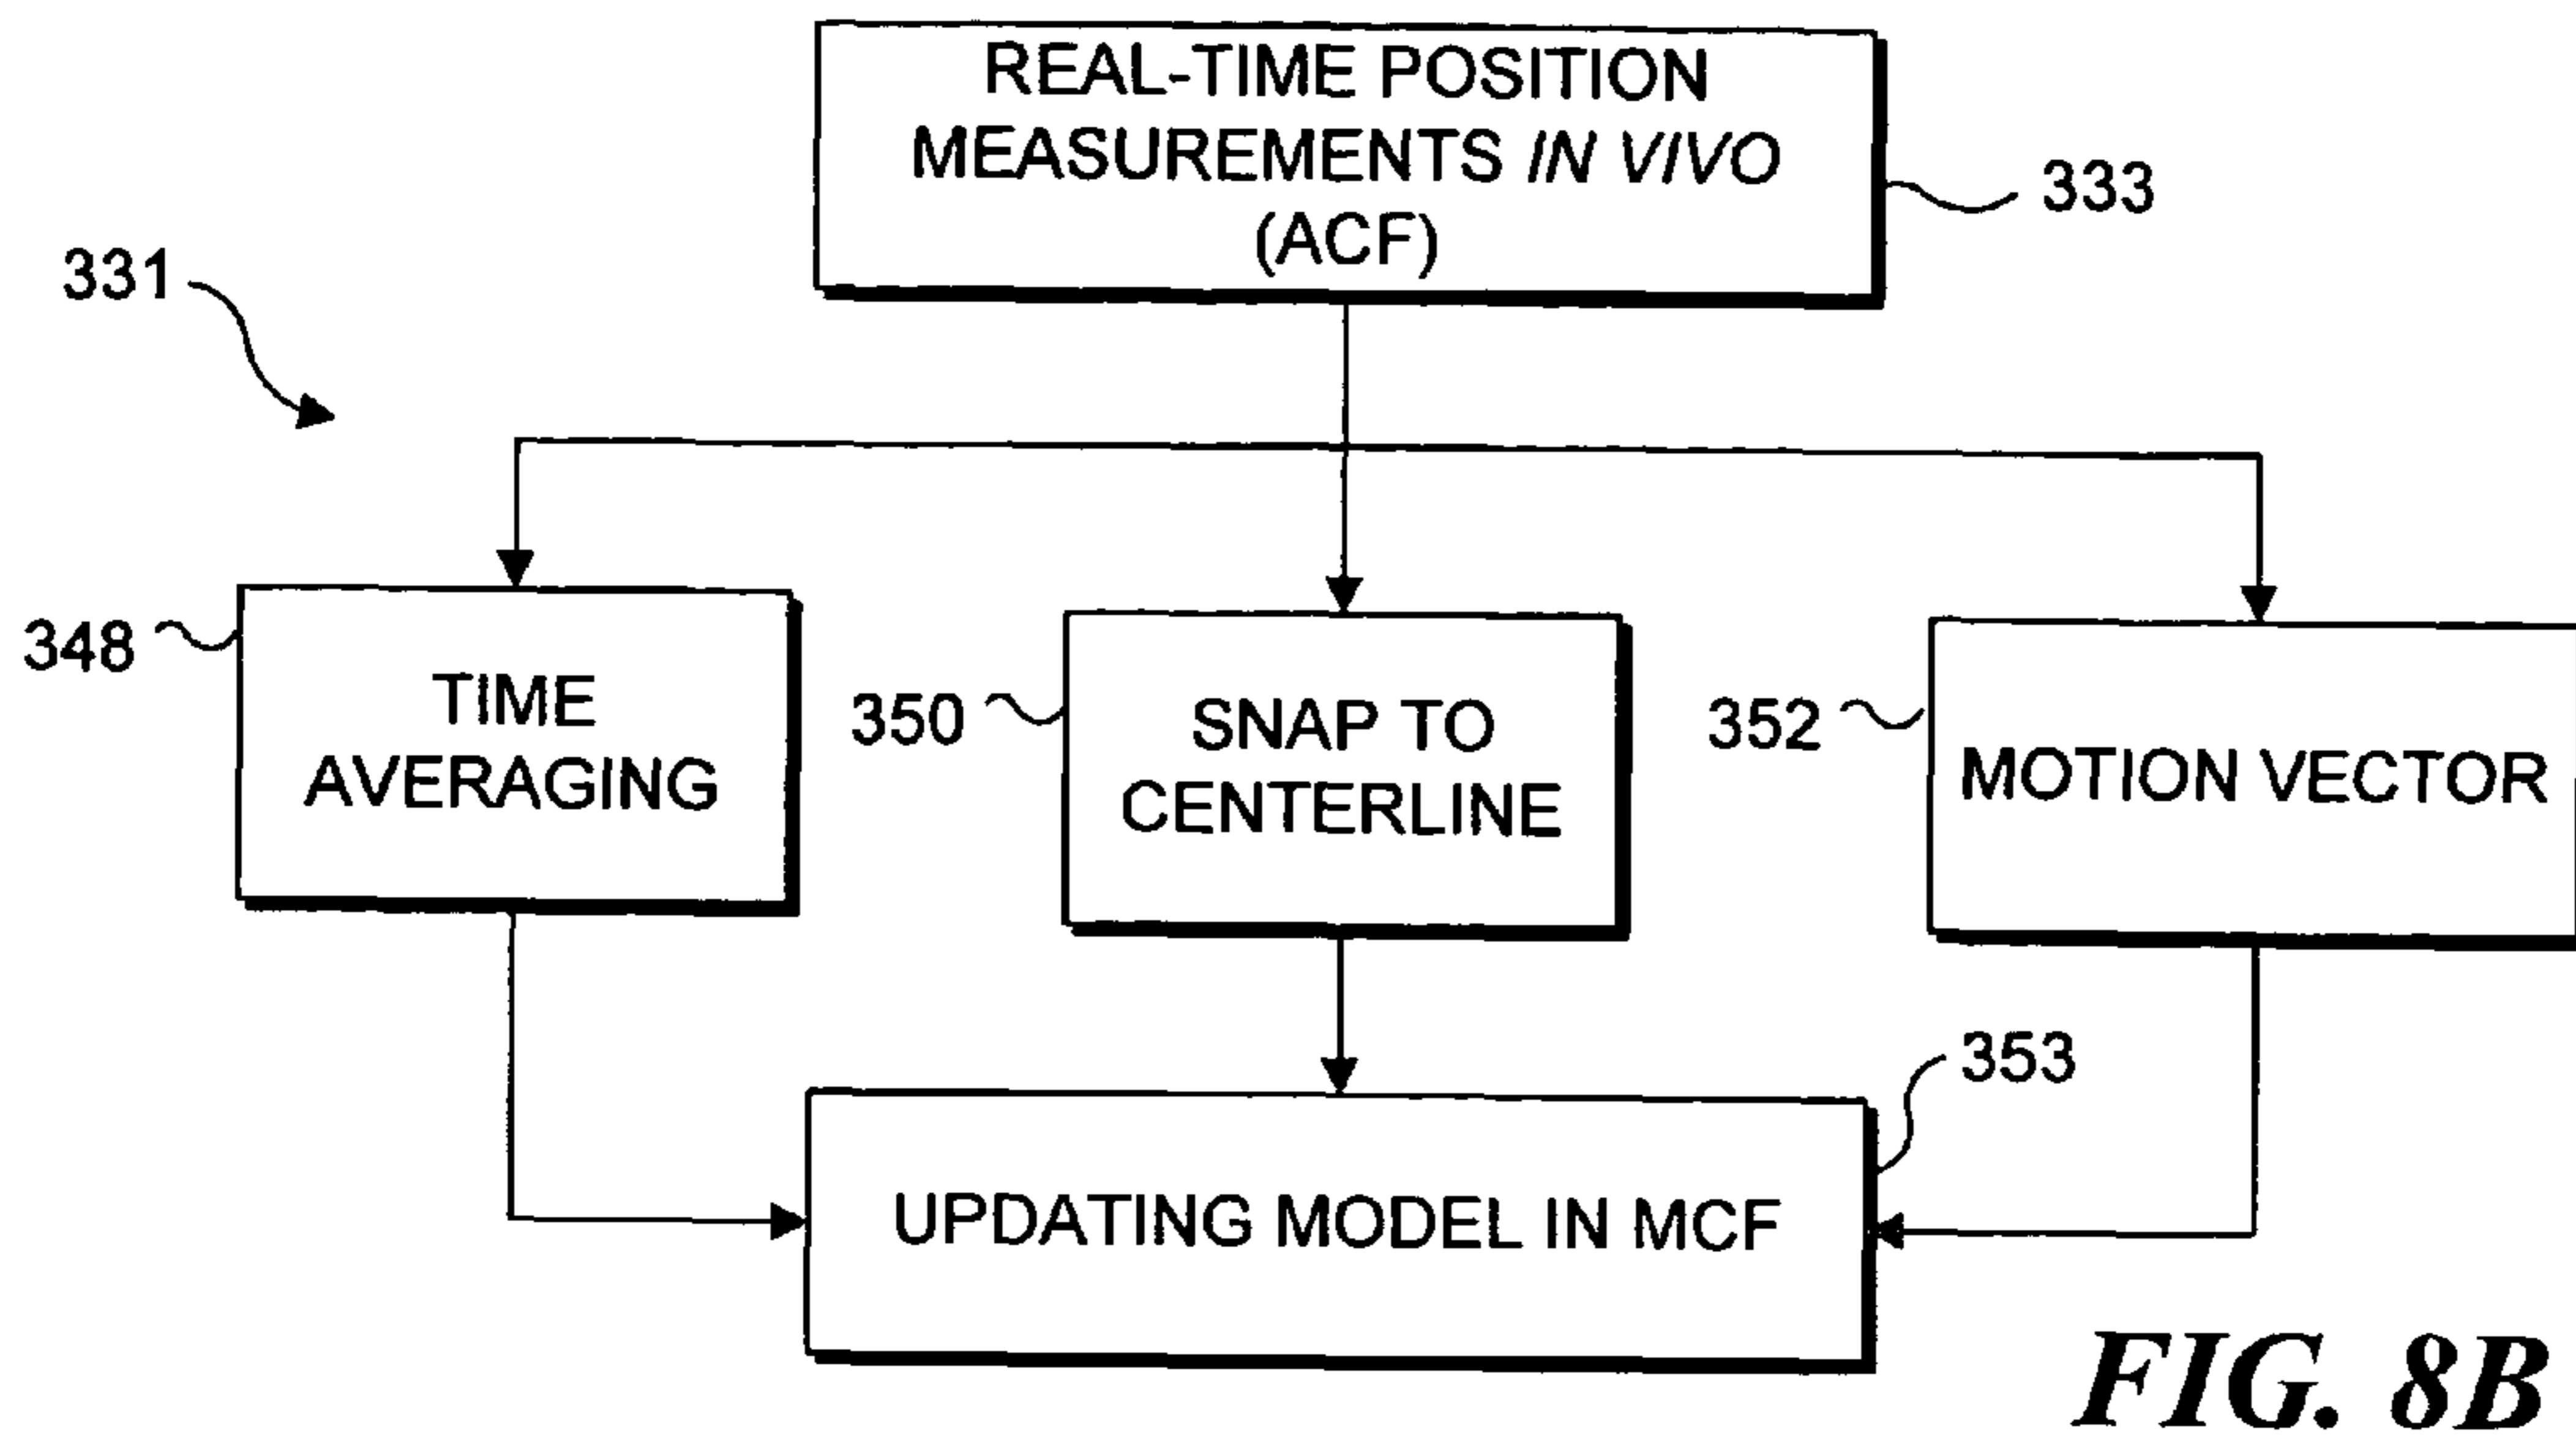 REAL-TIME POSITION
MEASUREMENTS IN VIVO
(ACF)
333
331
348
TIME
AVERAGING
350
SNAP TO
CENTERLINE
352
MOTION VECTOR
353
UPDATING MODEL IN MCF
FIG. 8B